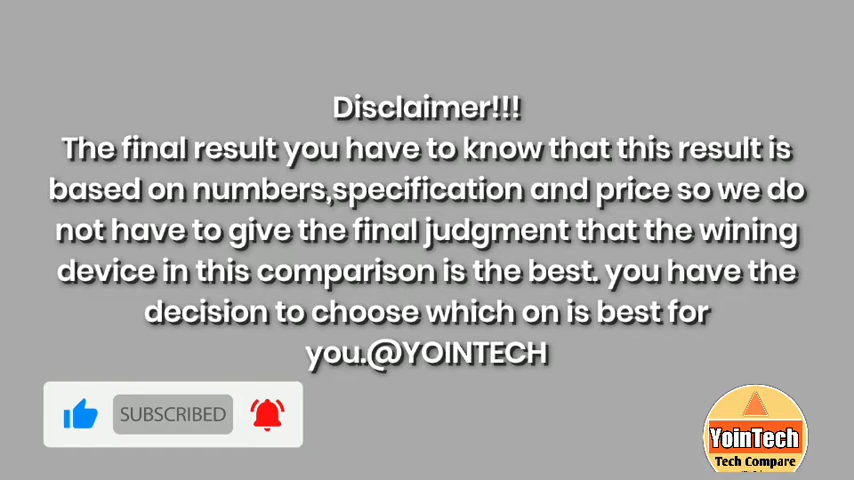 Disclaimer!!!
The final result you have to know that this result is
based on numbers,specification and price so we do
not have to give the final judgment that the wining
device in this comparison is the best. you have the
decision to choose which on is best for
you.@YOINTECH
SUBSCRIBED
YoinTech
Tech Compare